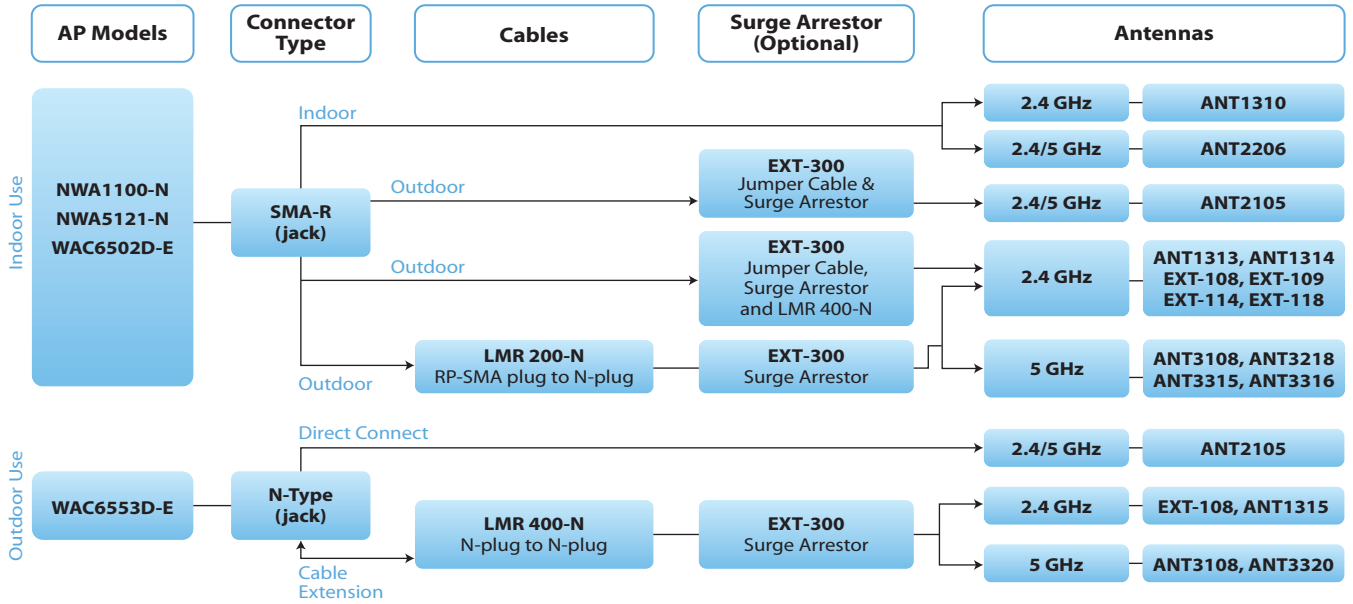 AP Models
Connector
Type
Cables
Surge Arrestor
(Optional)
Antennas
Indoor Use
NWA1100-N
NWA5121-N
WAC6502D-E
SMA-R
(jack)
Indoor
2.4 GHz
ANT1310
2.4/5 GHz
ANT2206
Outdoor
EXT-300
Jumper Cable &
Surge Arrestor
2.4/5 GHz
ANT2105
Outdoor
EXT-300
Jumper Cable,
Surge Arrestor
and LMR 400-N
2.4 GHz
ANT1313, ANT1314
EXT-108, EXT-109
EXT-114, EXT-118
Outdoor
LMR 200-N
RP-SMA plug to N-plug
EXT-300
Surge Arrestor
5 GHz
ANT3108, ANT3218
ANT3315, ANT3316
Outdoor Use
WAC6553D-E
N-Type
(jack)
Direct Connect
2.4/5 GHz
ANT2105
Cable
Extension
LMR 400-N
N-plug to N-plug
EXT-300
Surge Arrestor
2.4 GHz
EXT-108, ANT1315
5 GHz
ANT3108, ANT3320